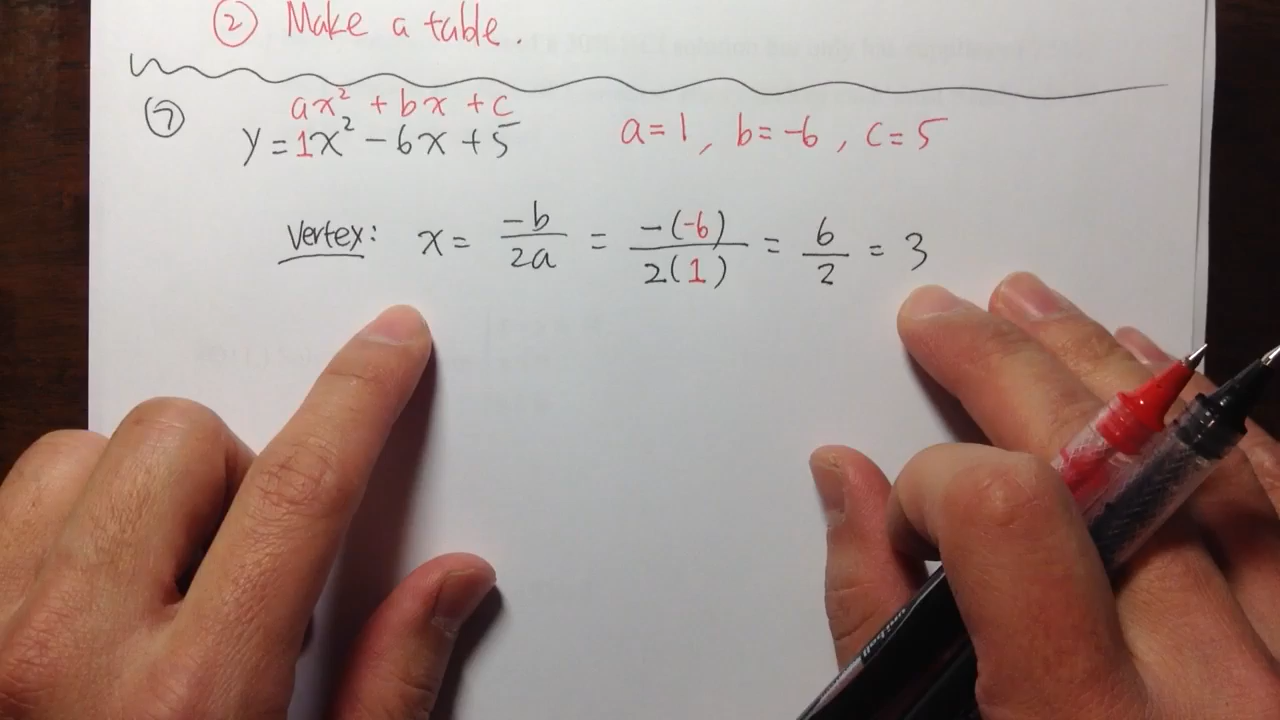 ② Make a table.
⑦ ax² + bx + c
y = 1x² - 6x + 5 a = 1, b = -6, c = 5
Vertex: x = -b/2a = -(-6)/2(1) = 6/2 = 3